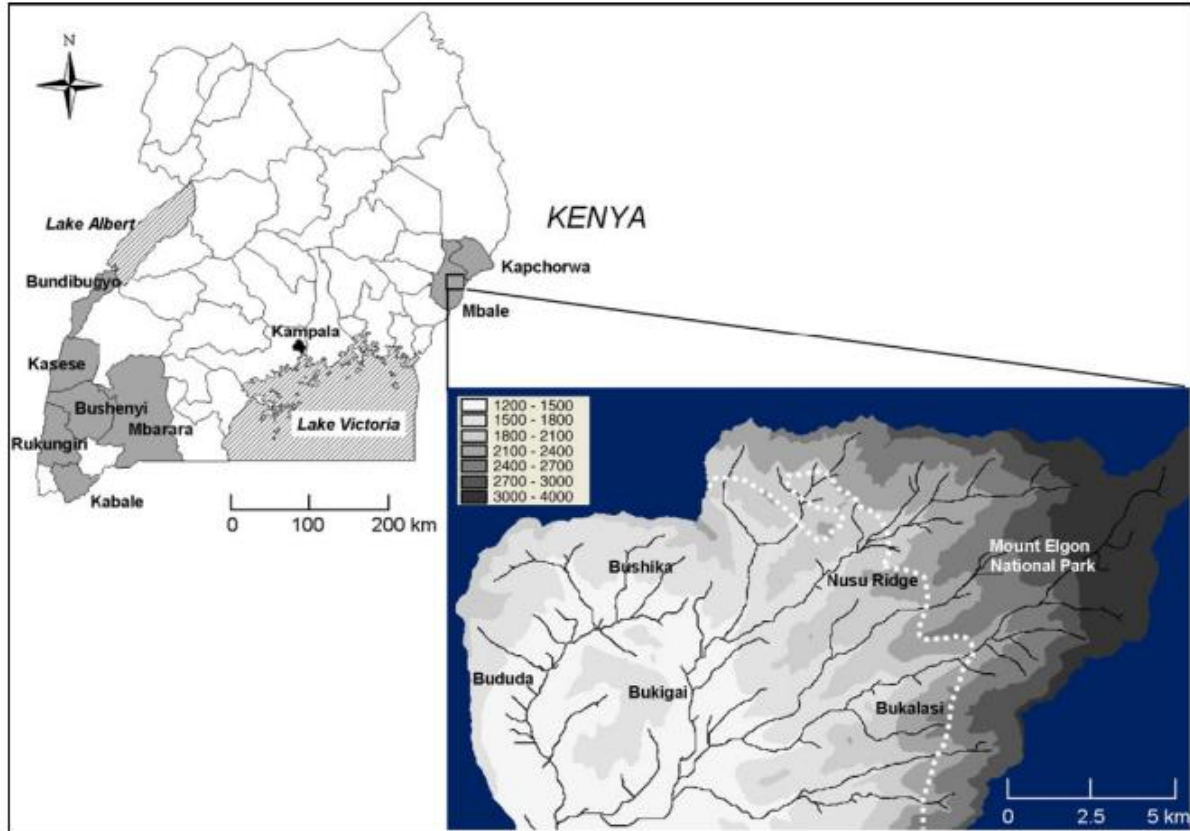 N
Lake Albert
KENYA
Bundibugyo
Kapchorwa
Mbale
Kampala
Kasese
Bushenyi
Rukungiri
Mbarara
Lake Victoria
Kabale
0 100 200 km
1200 - 1500
1500 - 1800
1800 - 2100
2100 - 2400
2400 - 2700
2700 - 3000
3000 - 4000
Mount Elgon
National Park
Bushika
Nusu Ridge
Bududa
Bukigai
Bukalasi
0 2.5 5 km